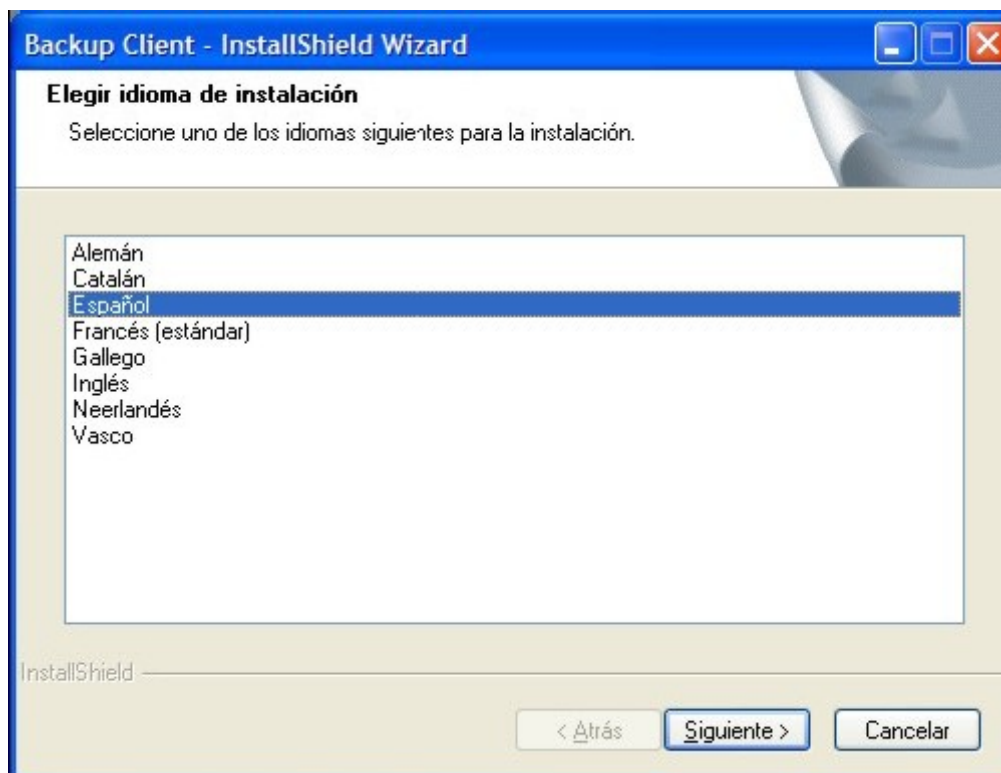 Backup Client - InstallShield Wizard
Elegir idioma de instalación
Seleccione uno de los idiomas siguientes para la instalación.
Alemán
Catalán
Español
Francés (estándar)
Gallego
Inglés
Neerlandés
Vasco
InstallShield
< Atrás Siguiente > Cancelar